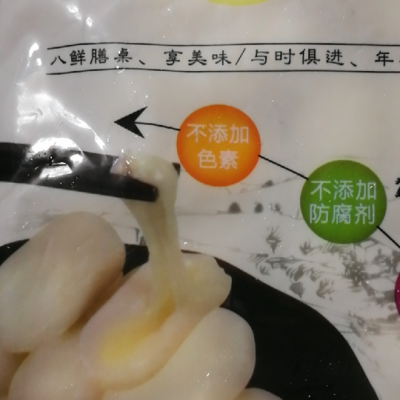 八鲜膳桌、享美味/与时俱进、年
不添加
色素
不添加
防腐剂